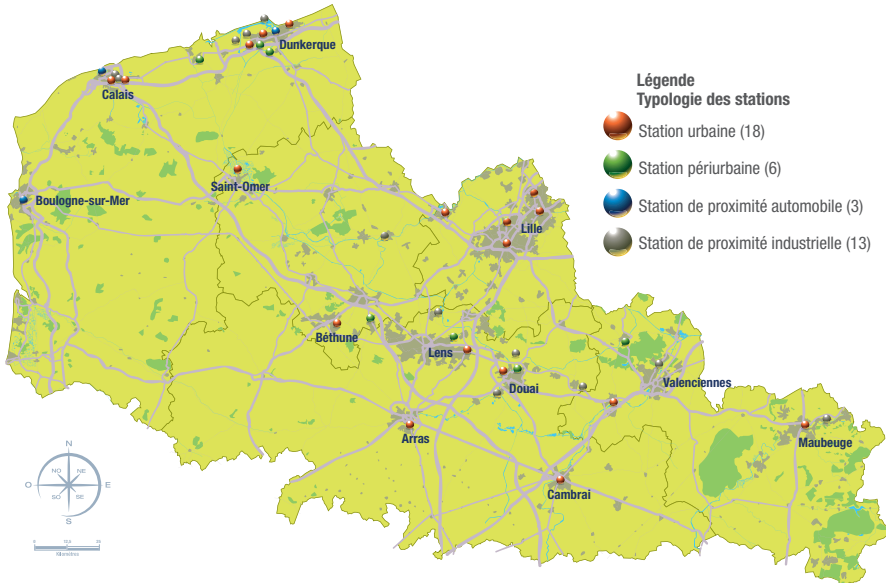 Dunkerque
Calais
Saint-Omer
Boulogne-sur-Mer
Lille
Béthune
Lens
Douai
Valenciennes
Arras
Maubeuge
Cambrai
Légende
Typologie des stations
Station urbaine (18)
Station périurbaine (6)
Station de proximité automobile (3)
Station de proximité industrielle (13)
N
NO NE
O E
SO SE
S
Kilomètres